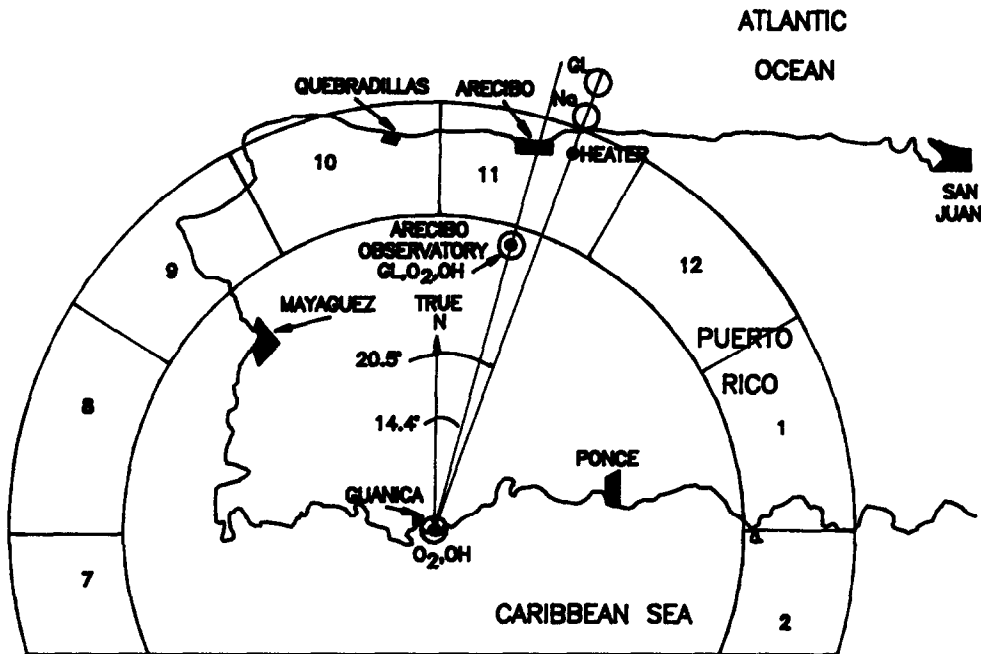 ATLANTIC
OCEAN
GL
QUEBRADILLAS
ARECIBO
Na
HEATER
10
11
SAN
JUAN
ARECIBO
OBSERVATORY
GL,O2,OH
9
12
MAYAGUEZ
TRUE
N
PUERTO
RICO
20.5°
8
14.4°
1
PONCE
GUANICA
O2,OH
7
CARIBBEAN SEA
2